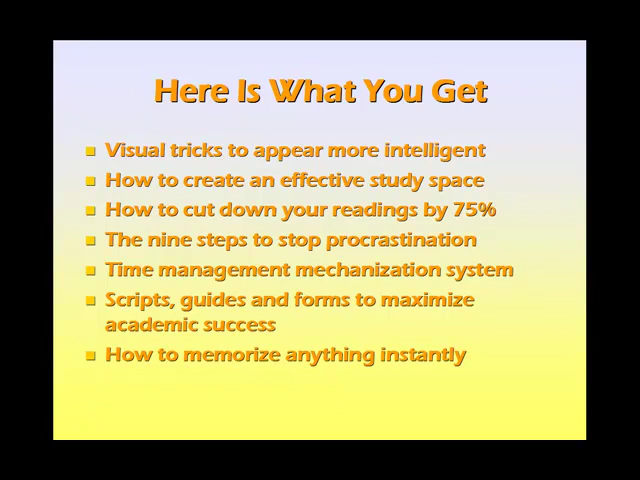 Here Is What You Get
Visual tricks to appear more intelligent
How to create an effective study space
How to cut down your readings by 75%
The nine steps to stop procrastination
Time management mechanization system
Scripts, guides and forms to maximize
academic success
How to memorize anything instantly